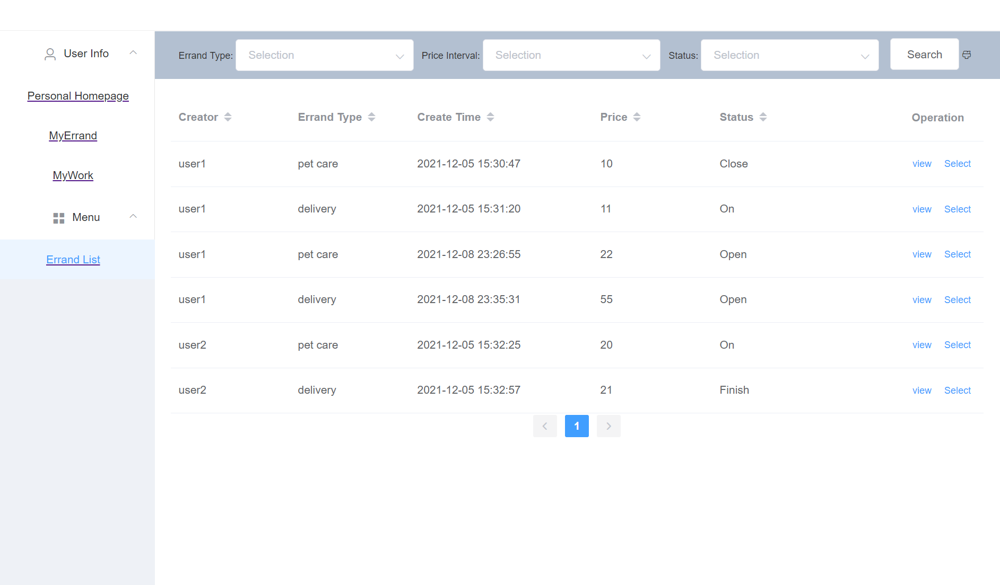 User Info
Personal Homepage
MyErrand
MyWork
Menu
Errand List
Errand Type: Selection Price Interval: Selection Status: Selection Search
Creator Errand Type Create Time Price Status Operation
user1 pet care 2021-12-05 15:30:47 10 Close view Select
user1 delivery 2021-12-05 15:31:20 11 On view Select
user1 pet care 2021-12-08 23:26:55 22 Open view Select
user1 delivery 2021-12-08 23:35:31 55 Open view Select
user2 pet care 2021-12-05 15:32:25 20 On view Select
user2 delivery 2021-12-05 15:32:57 21 Finish view Select
1